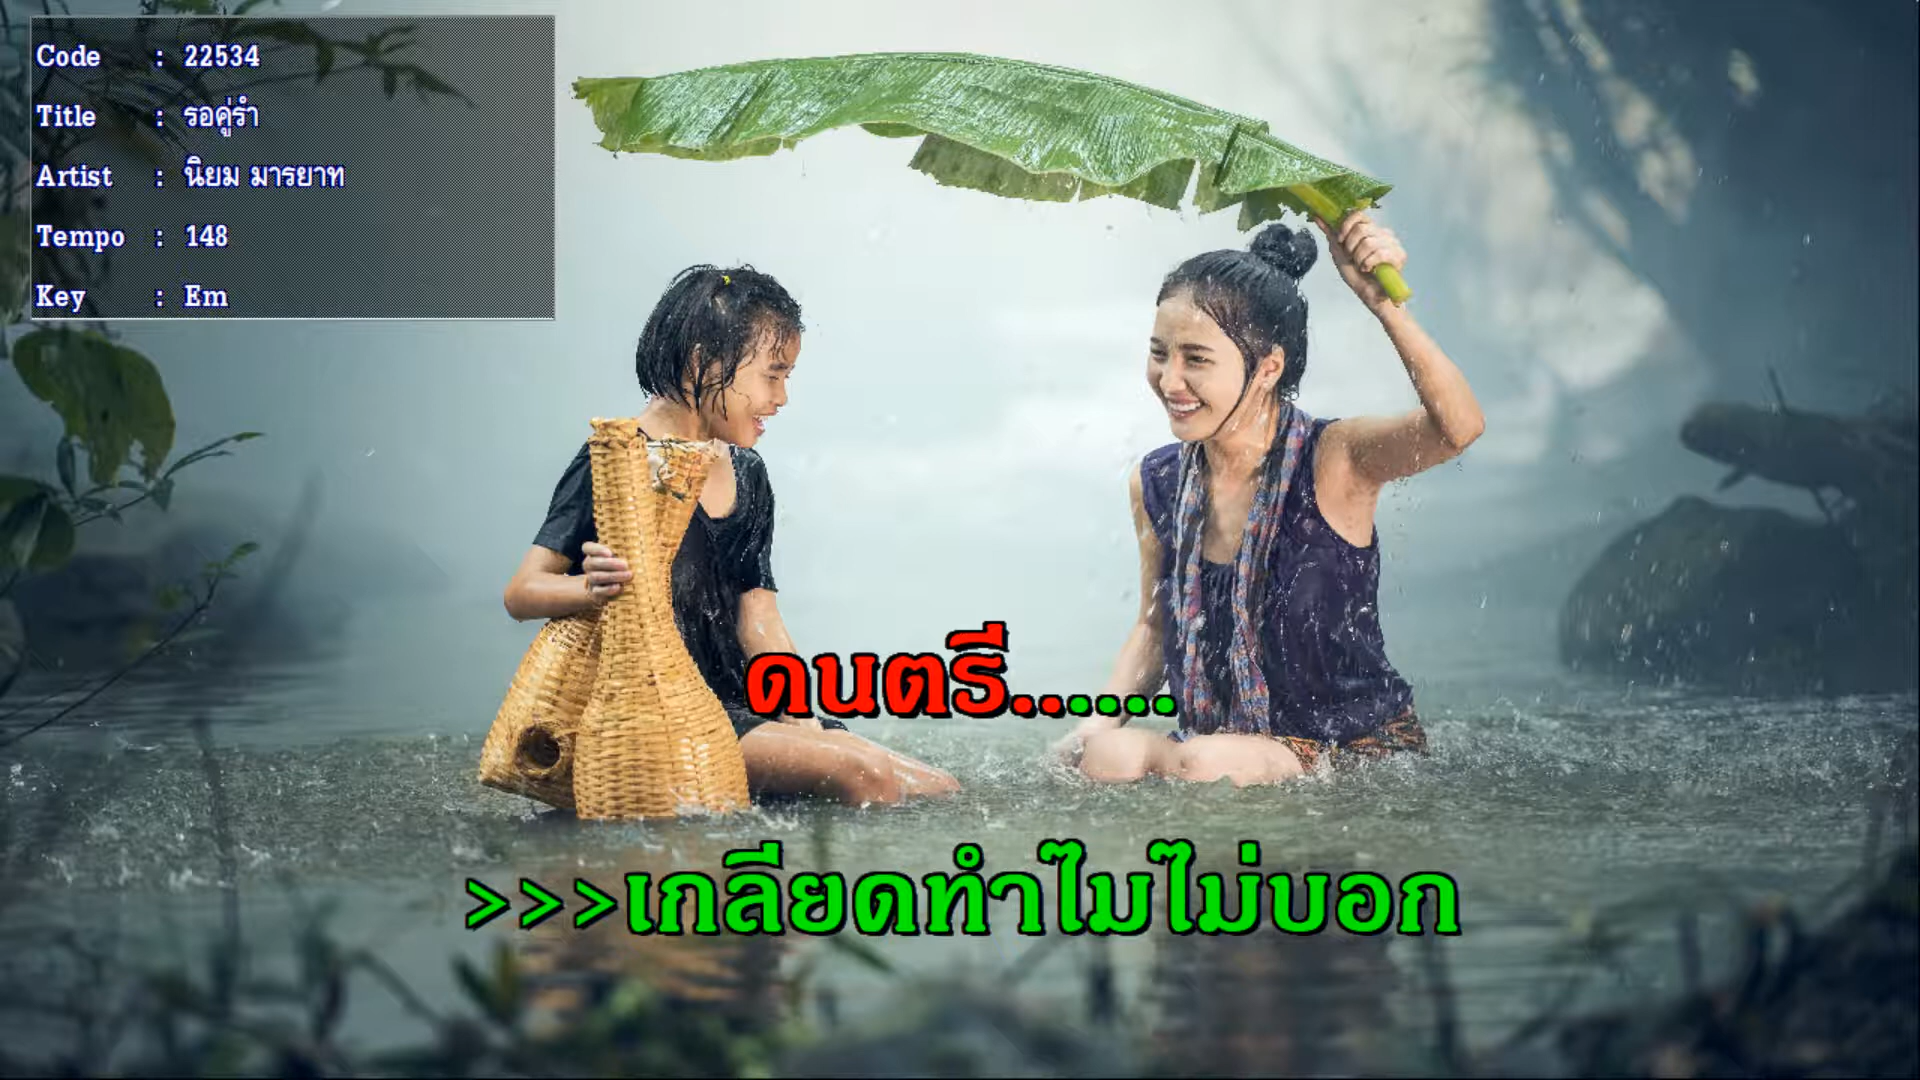 Code : 22534
Title : รอคู่รำ
Artist : นิยม มารยาท
Tempo : 148
Key : Em
ดนตรี......
>>>เกลียดทำไมไม่บอก